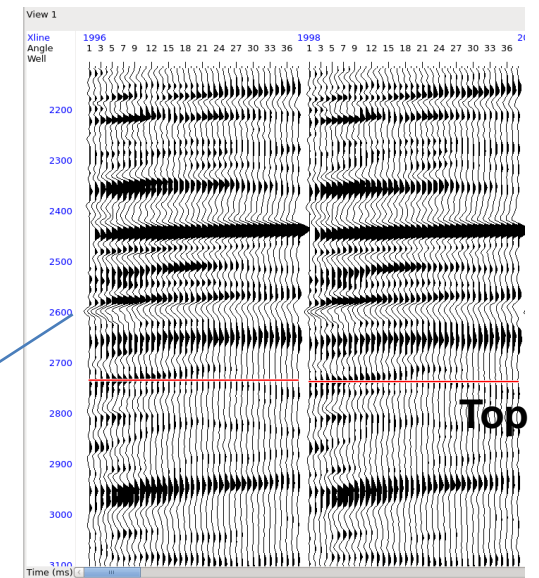 View 1
Xline 1996 1998
Angle 1 3 5 7 9 12 15 18 21 24 27 30 33 36 1 3 5 7 9 12 15 18 21 24 27 30 33 36
Well
2200
2300
2400
2500
2600
2700
2800
Top
2900
3000
3100
Time (ms)